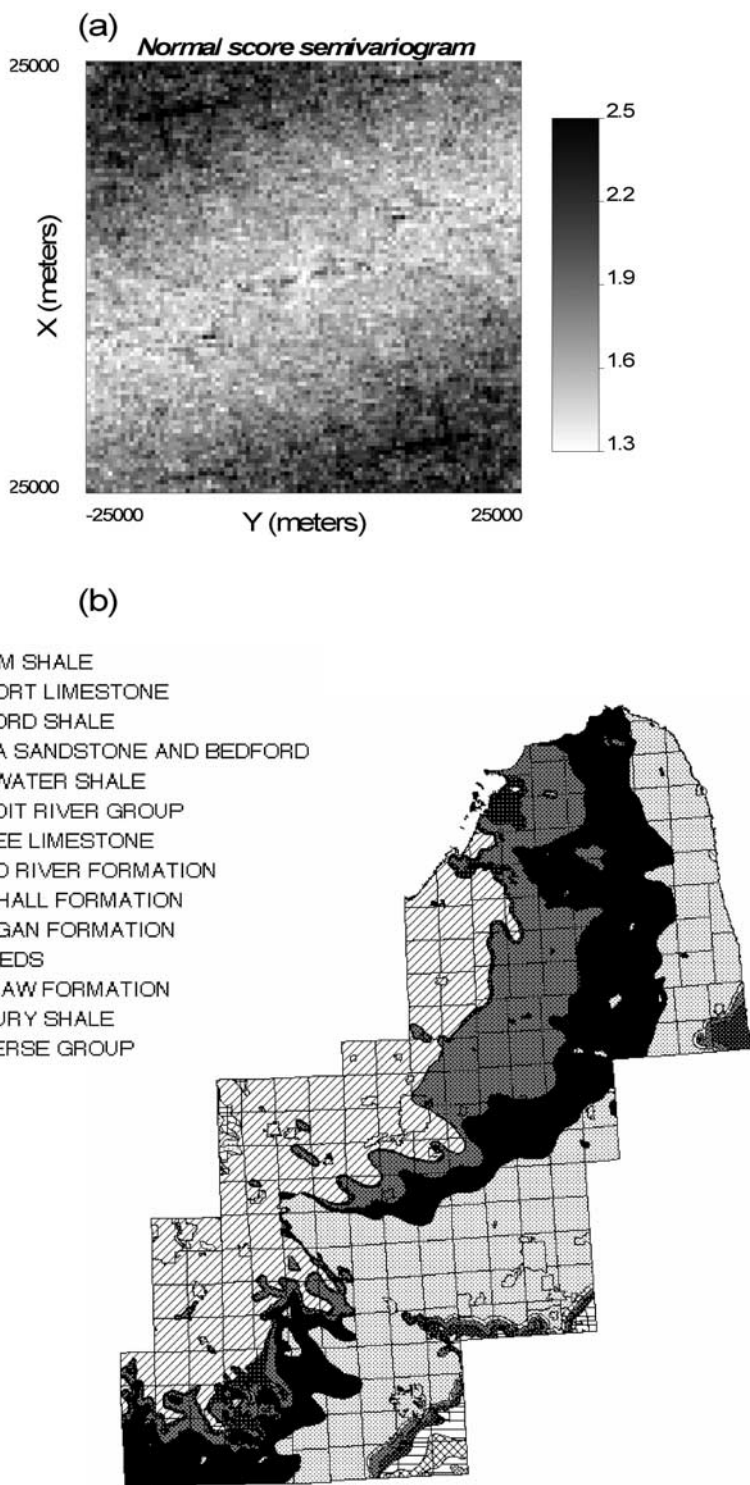 (a)
Normal score semivariogram
25000
X (meters)
25000
-25000
Y (meters)
25000
2.5
2.2
1.9
1.6
1.3
(b)
M SHALE
ORT LIMESTONE
ORD SHALE
A SANDSTONE AND BEDFORD
WATER SHALE
OIT RIVER GROUP
EE LIMESTONE
D RIVER FORMATION
HALL FORMATION
GAN FORMATION
EDS
AW FORMATION
URY SHALE
ERSE GROUP